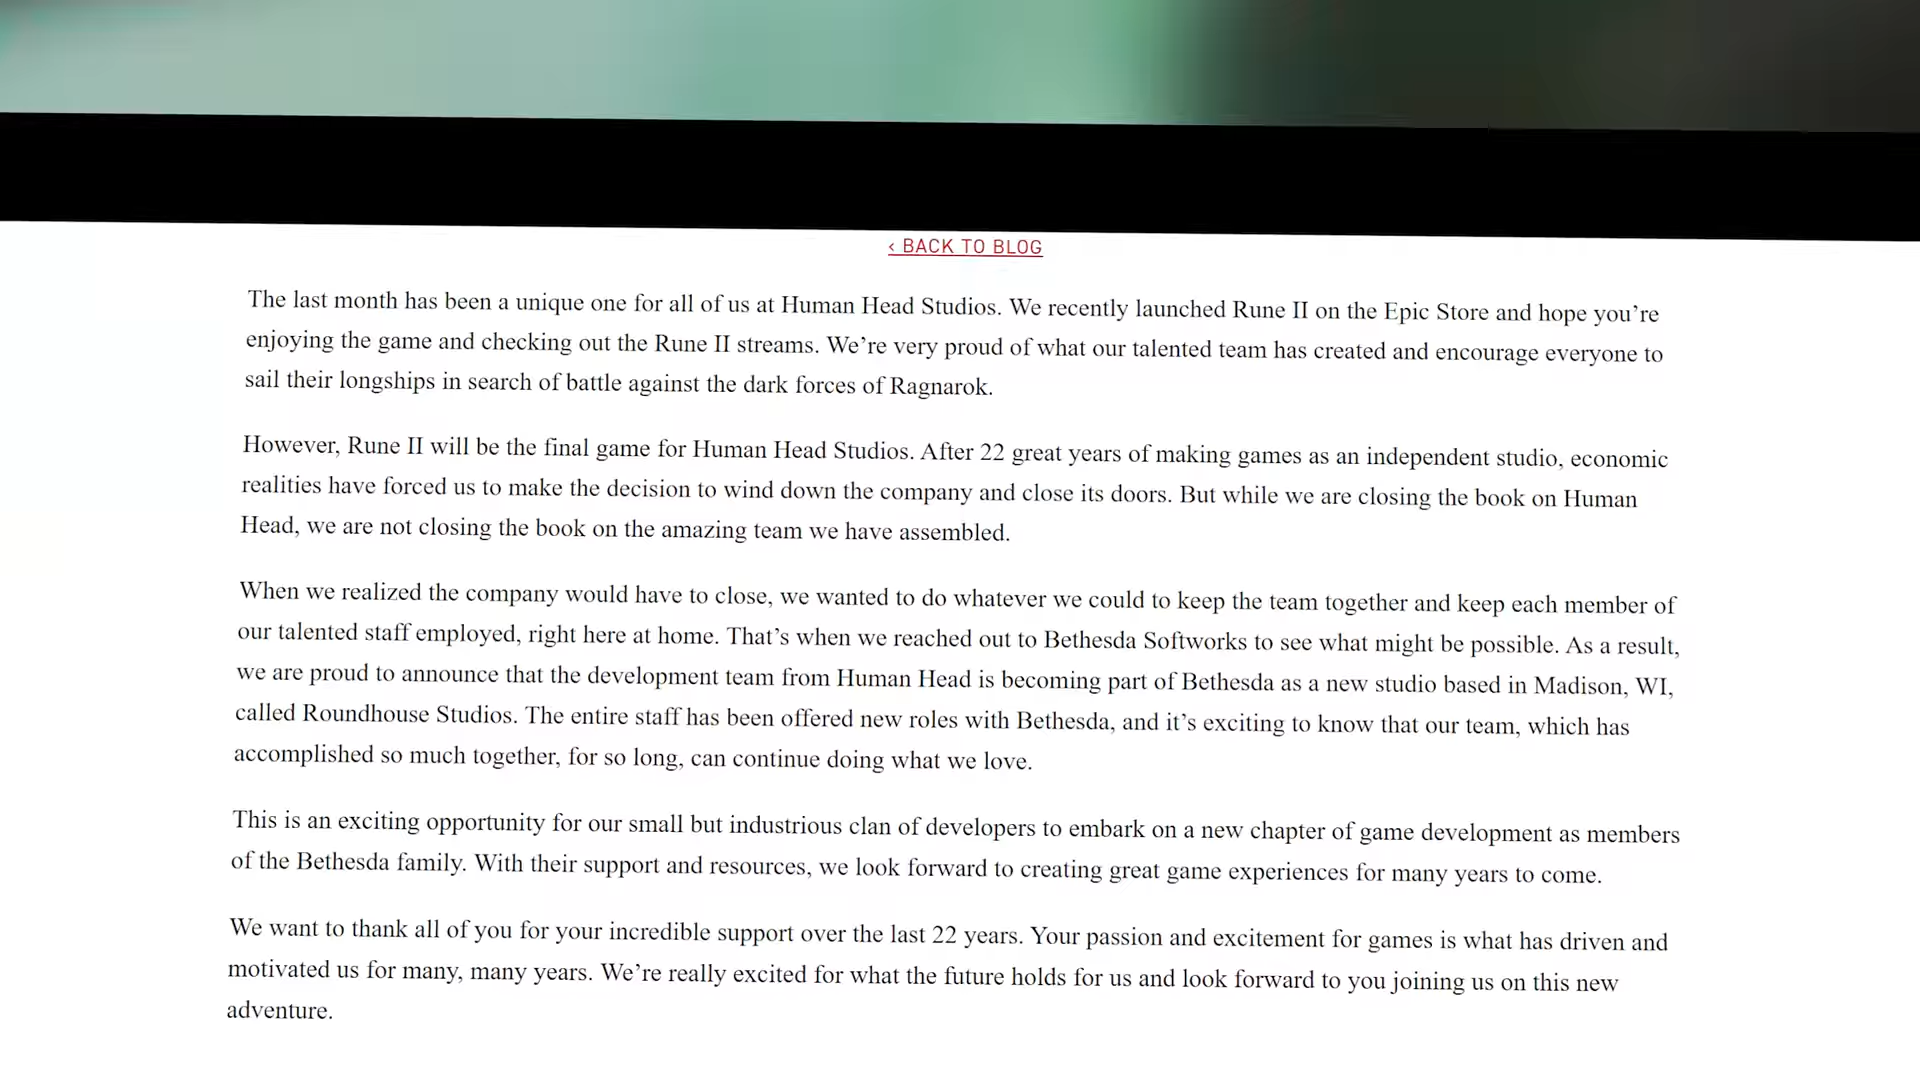 ‹ BACK TO BLOG
The last month has been a unique one for all of us at Human Head Studios. We recently launched Rune II on the Epic Store and hope you’re
enjoying the game and checking out the Rune II streams. We’re very proud of what our talented team has created and encourage everyone to
sail their longships in search of battle against the dark forces of Ragnarok.
However, Rune II will be the final game for Human Head Studios. After 22 great years of making games as an independent studio, economic
realities have forced us to make the decision to wind down the company and close its doors. But while we are closing the book on Human
Head, we are not closing the book on the amazing team we have assembled.
When we realized the company would have to close, we wanted to do whatever we could to keep the team together and keep each member of
our talented staff employed, right here at home. That’s when we reached out to Bethesda Softworks to see what might be possible. As a result,
we are proud to announce that the development team from Human Head is becoming part of Bethesda as a new studio based in Madison, WI,
called Roundhouse Studios. The entire staff has been offered new roles with Bethesda, and it’s exciting to know that our team, which has
accomplished so much together, for so long, can continue doing what we love.
This is an exciting opportunity for our small but industrious clan of developers to embark on a new chapter of game development as members
of the Bethesda family. With their support and resources, we look forward to creating great game experiences for many years to come.
We want to thank all of you for your incredible support over the last 22 years. Your passion and excitement for games is what has driven and
motivated us for many, many years. We’re really excited for what the future holds for us and look forward to you joining us on this new
adventure.